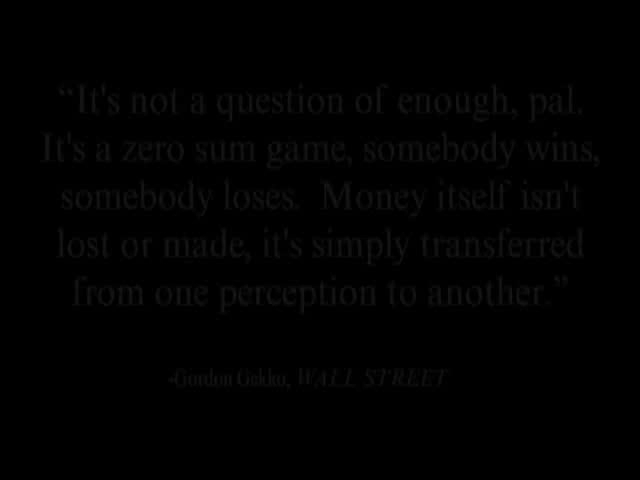 “It's not a question of enough, pal.
It's a zero sum game, somebody wins,
somebody loses.  Money itself isn't
lost or made, it's simply transferred
from one perception to another.”
-Gordon Gekko, WALL STREET